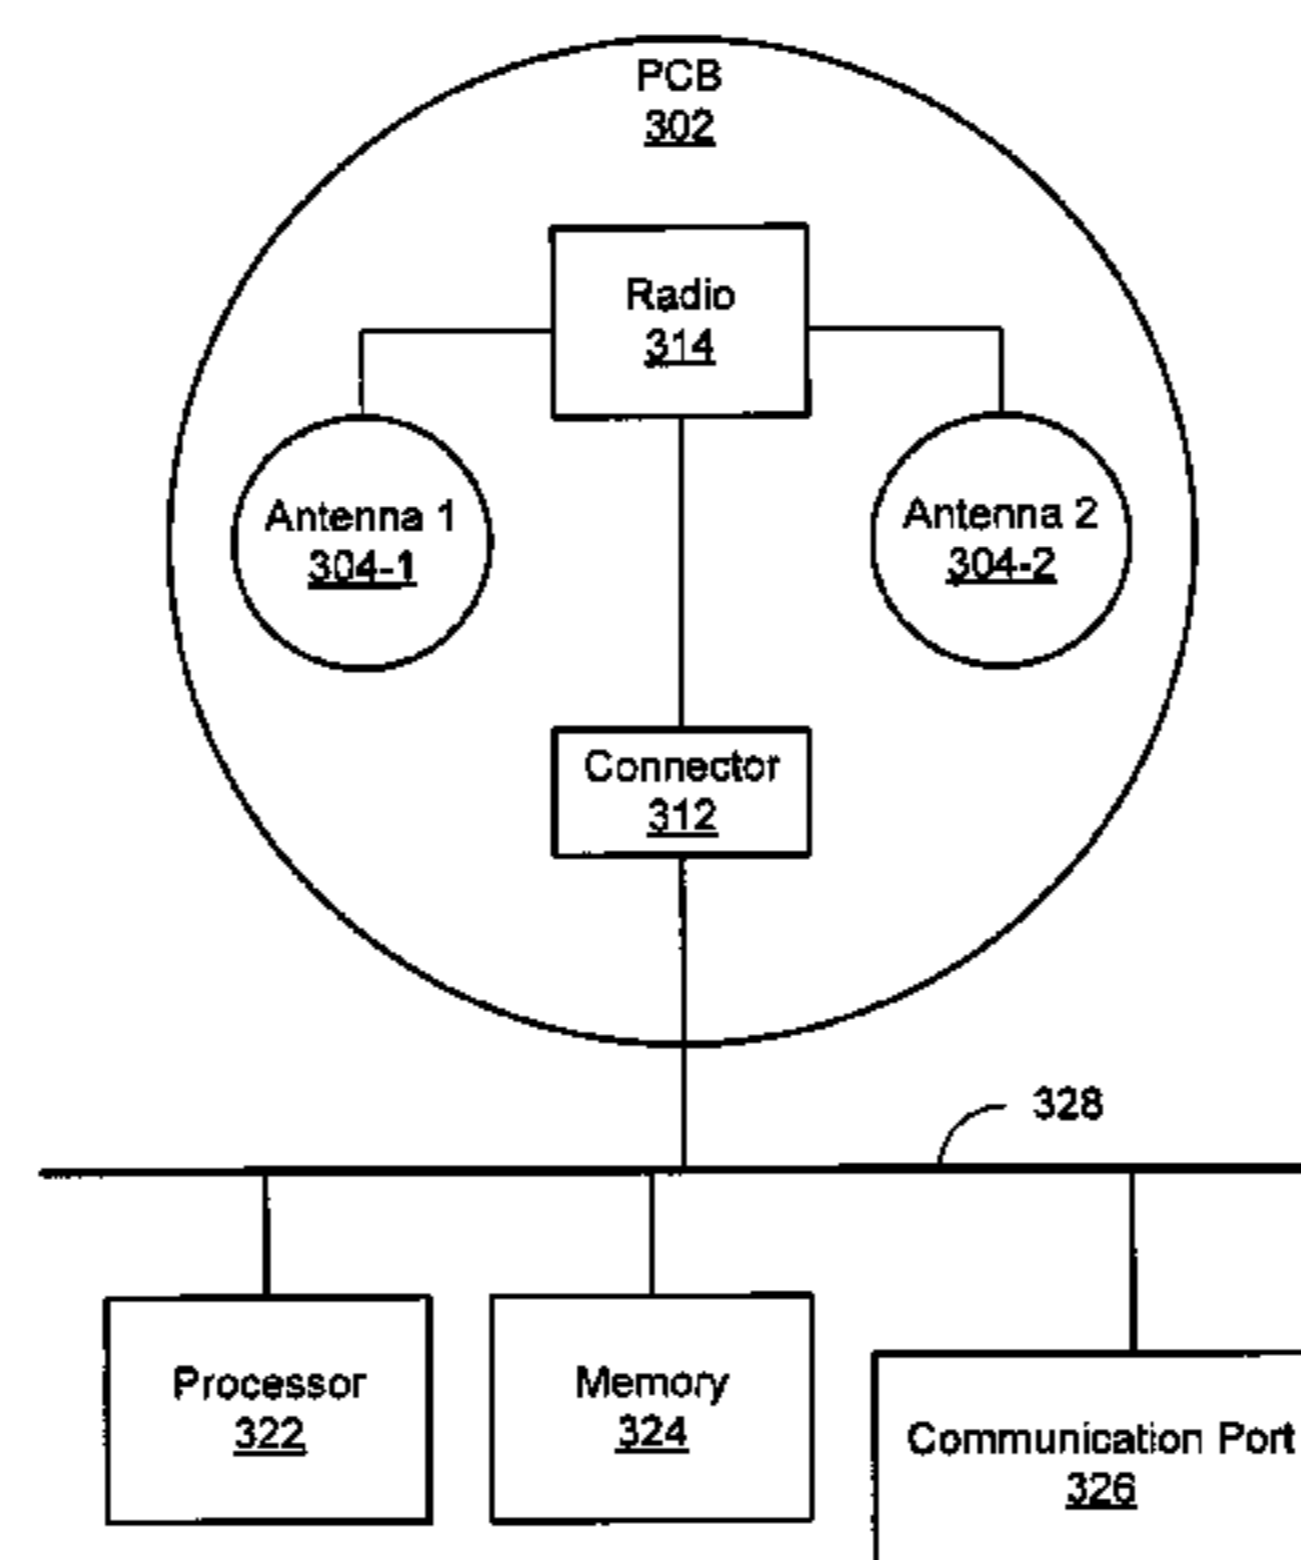 PCB
302
Radio
314
Antenna 1
304-1
Antenna 2
304-2
Connector
312
328
Processor
322
Memory
324
Communication Port
326